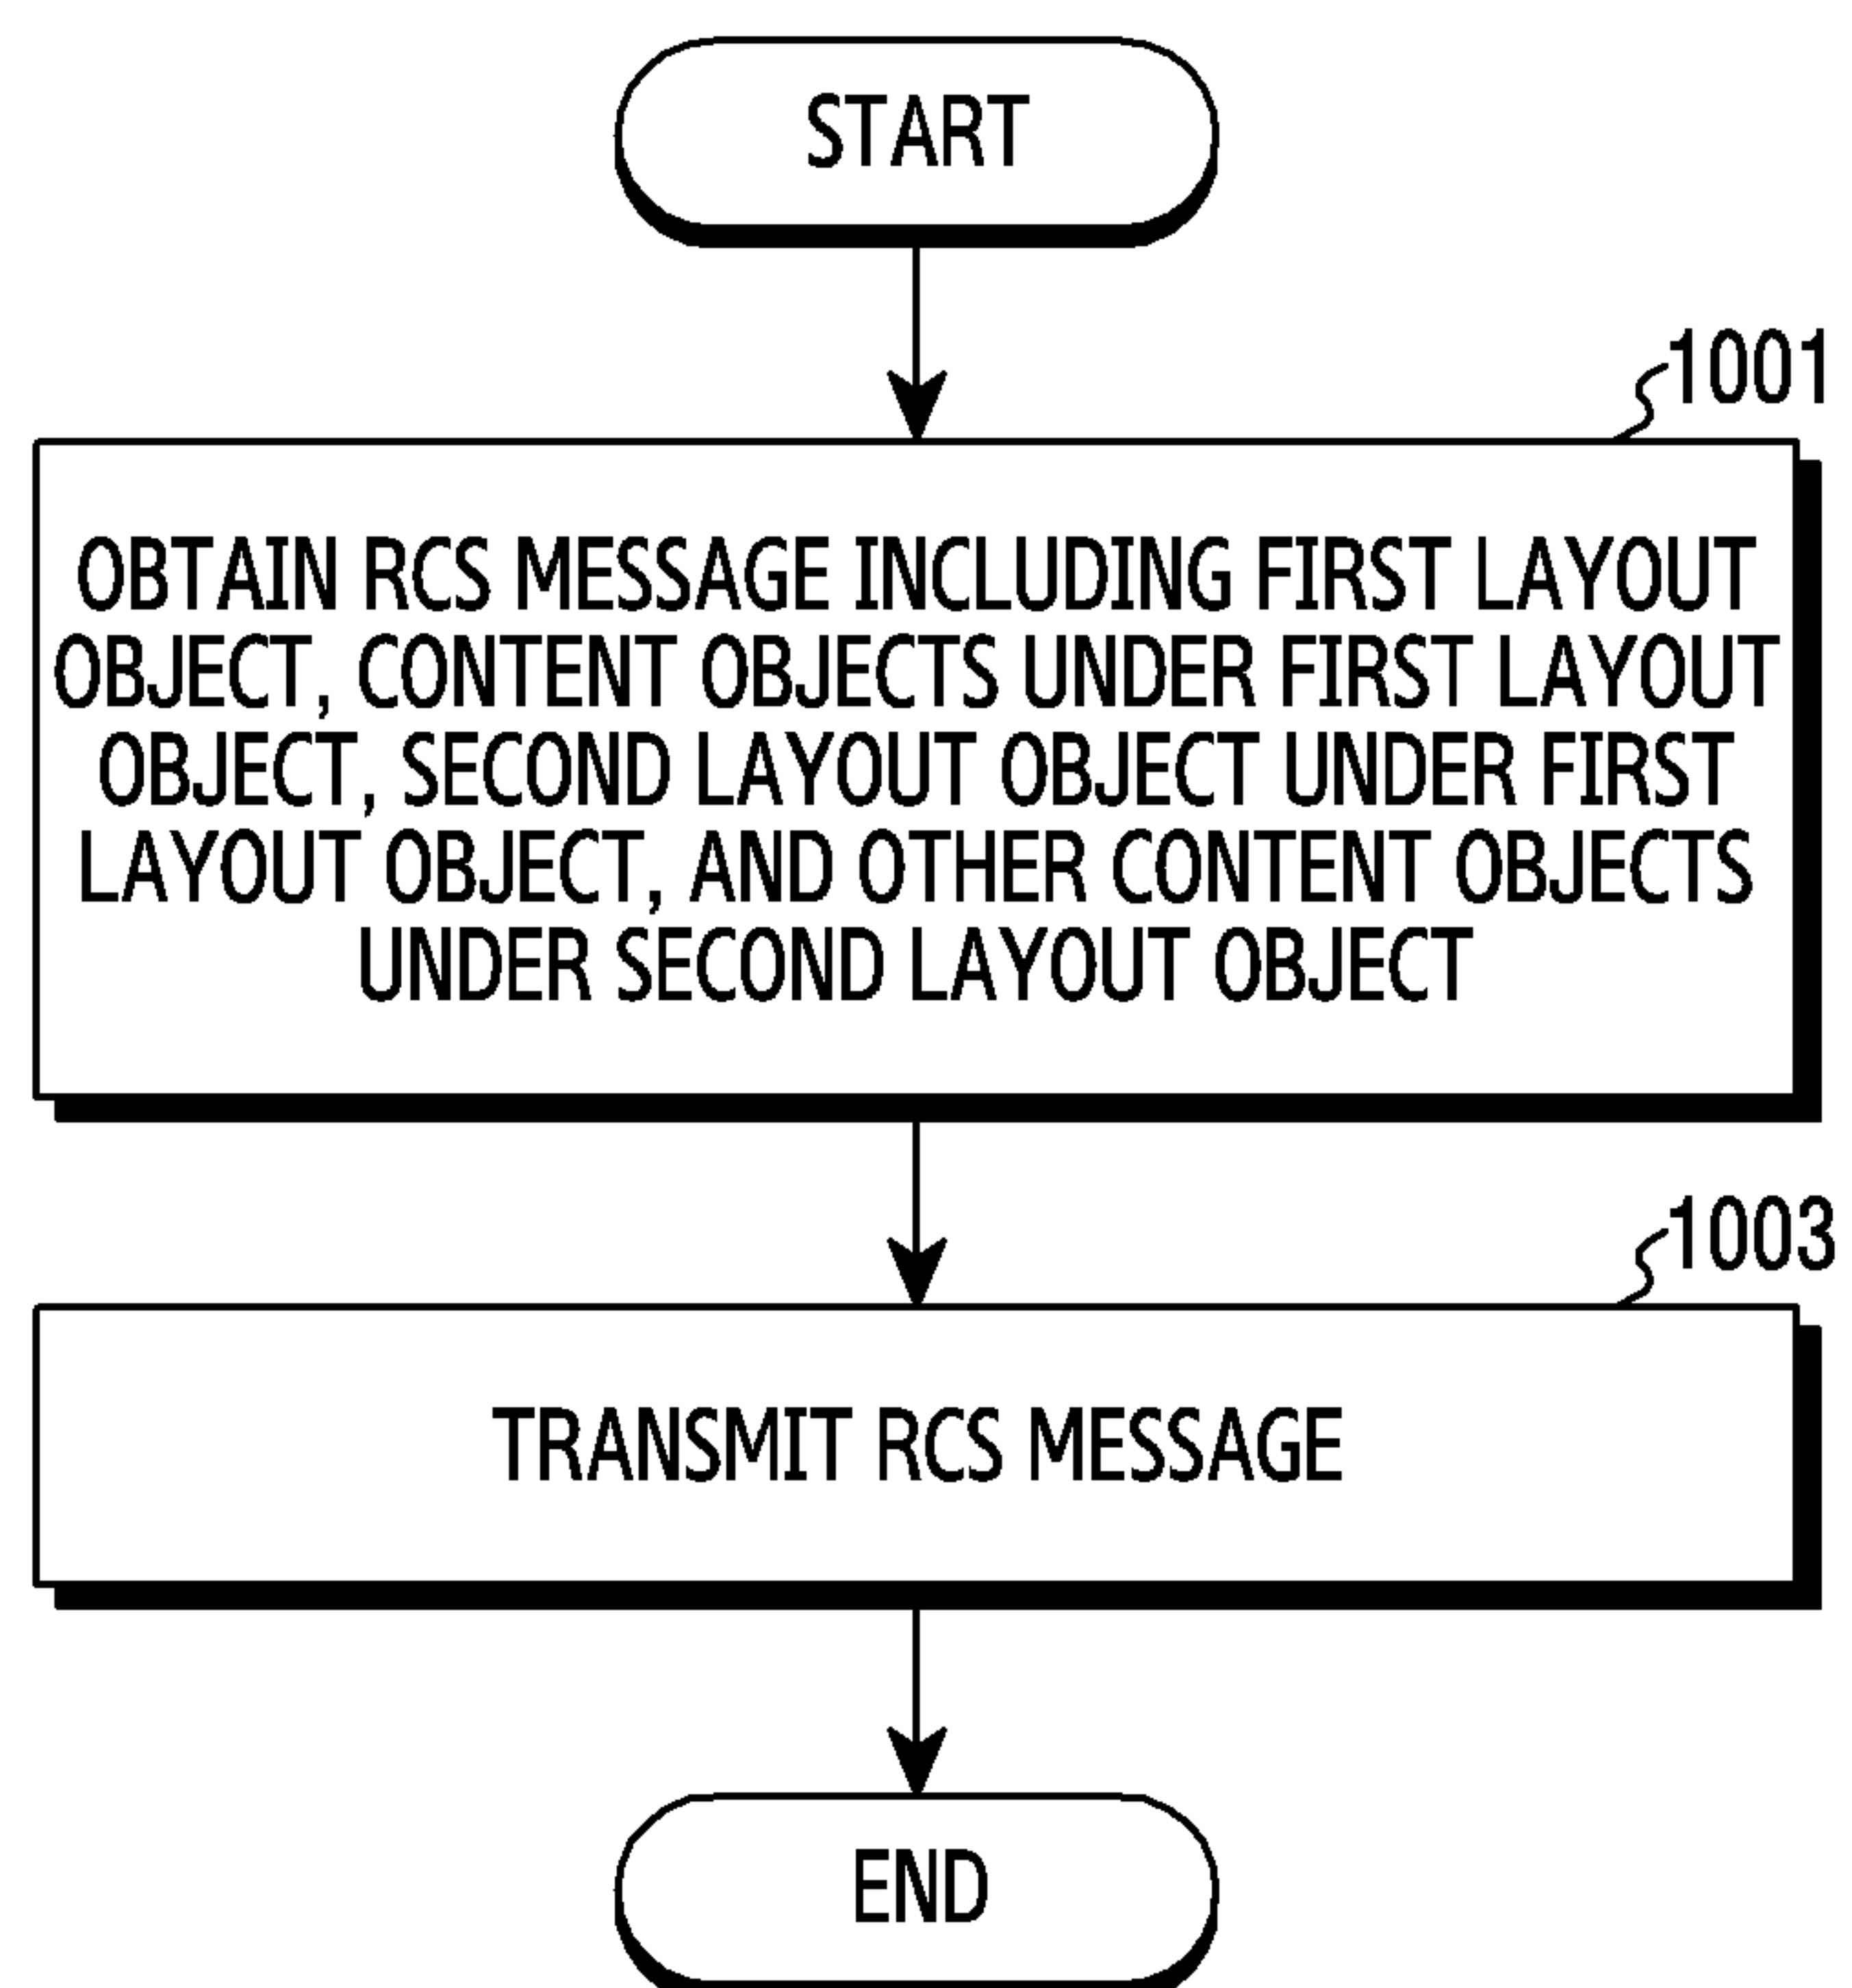 START
1001
OBTAIN RCS MESSAGE INCLUDING FIRST LAYOUT
OBJECT, CONTENT OBJECTS UNDER FIRST LAYOUT
OBJECT, SECOND LAYOUT OBJECT UNDER FIRST
LAYOUT OBJECT, AND OTHER CONTENT OBJECTS
UNDER SECOND LAYOUT OBJECT
1003
TRANSMIT RCS MESSAGE
END